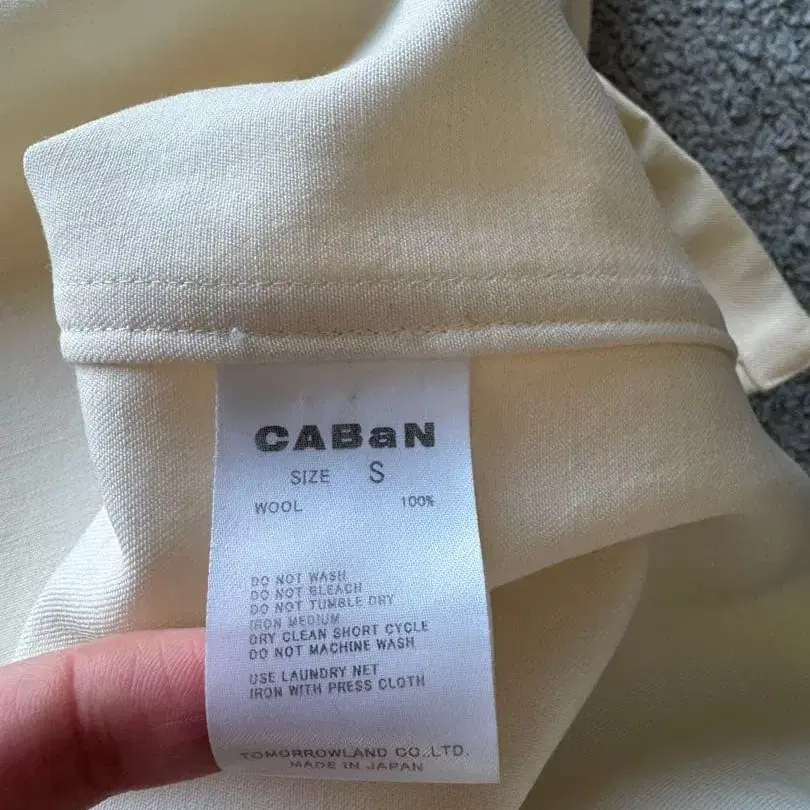 CABaN
SIZE S
WOOL 100%
DO NOT WASH
DO NOT BLEACH
DO NOT TUMBLE DRY
IRON MEDIUM
DRY CLEAN SHORT CYCLE
DO NOT MACHINE WASH
USE LAUNDRY NET
IRON WITH PRESS CLOTH
TOMORROWLAND CO.,LTD.
MADE IN JAPAN